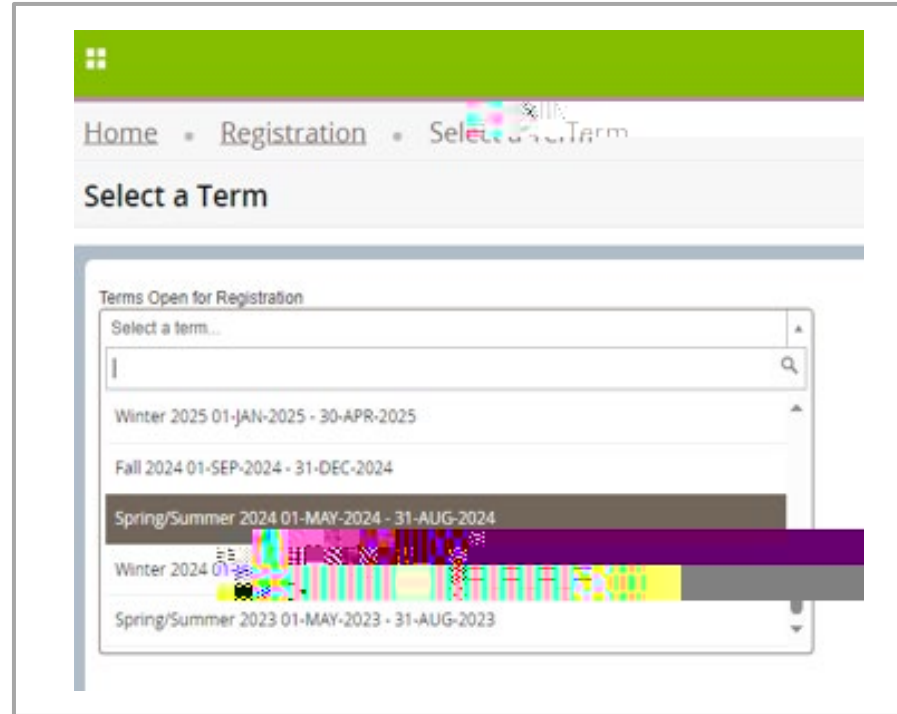 Home • Registration • Select a Term
Select a Term
Terms Open for Registration
Select a term...
Winter 2025 01-JAN-2025 - 30-APR-2025
Fall 2024 01-SEP-2024 - 31-DEC-2024
Spring/Summer 2024 01-MAY-2024 - 31-AUG-2024
Winter 2024
Spring/Summer 2023 01-MAY-2023 - 31-AUG-2023